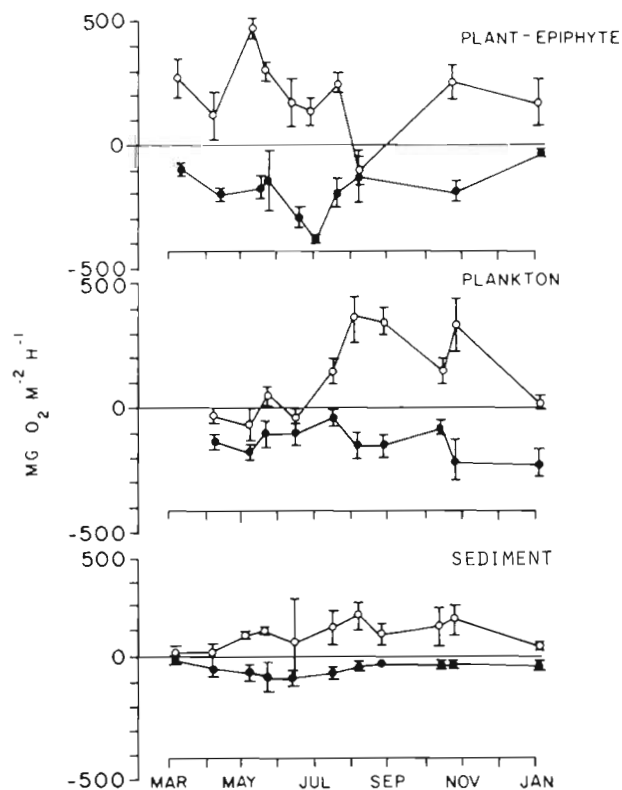 500
PLANT-EPIPHYTE
0
-500
PLANKTON
500
0
-500
MG O2 M-2 H-1
500
SEDIMENT
0
-500
MAR MAY JUL SEP NOV JAN